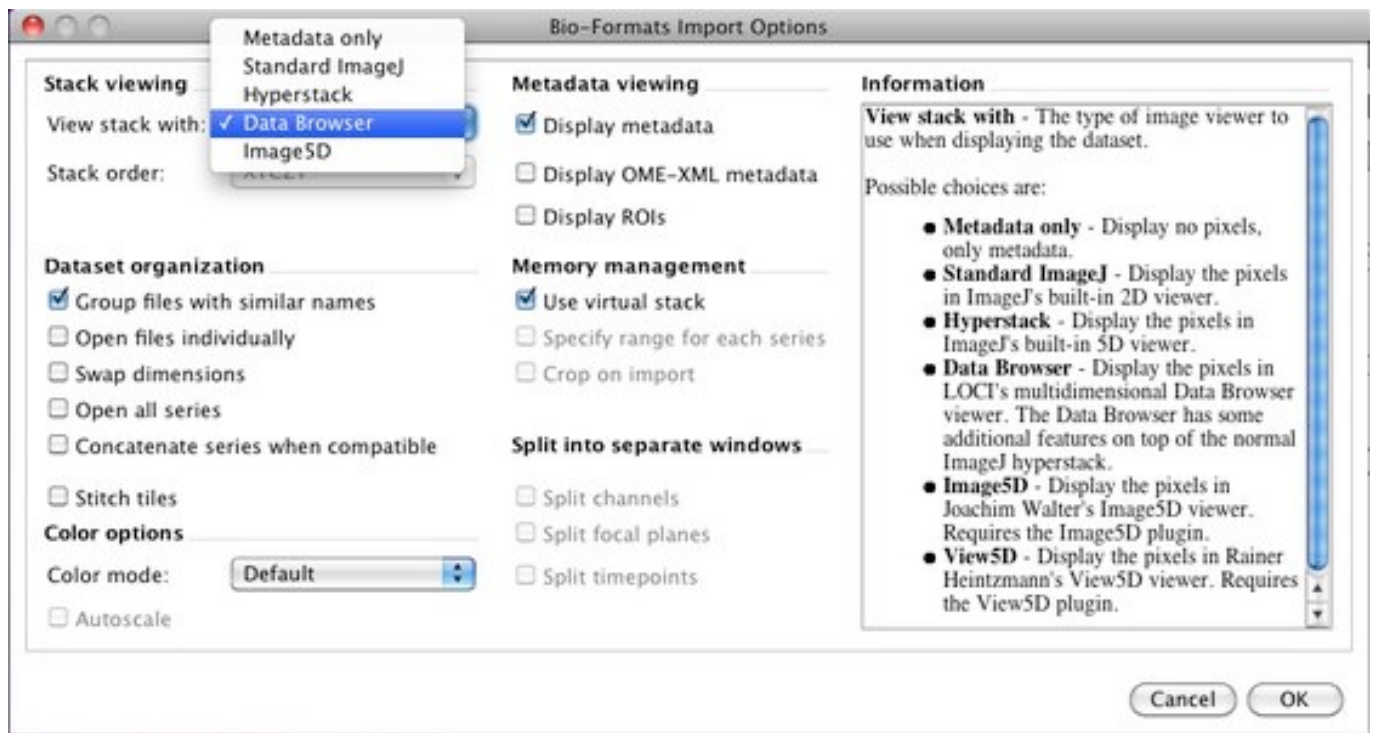 Bio-Formats Import Options
Metadata only
Standard ImageJ
Hyperstack
✓ Data Browser
Image5D
Stack viewing
View stack with:
Stack order:
Dataset organization
Group files with similar names
Open files individually
Swap dimensions
Open all series
Concatenate series when compatible
Stitch tiles
Color options
Color mode:
Default
Autoscale
Metadata viewing
Display metadata
Display OME-XML metadata
Display ROIs
Memory management
Use virtual stack
Specify range for each series
Crop on import
Split into separate windows
Split channels
Split focal planes
Split timepoints
Information
View stack with - The type of image viewer to
use when displaying the dataset.
Possible choices are:
● Metadata only - Display no pixels,
only metadata.
● Standard ImageJ - Display the pixels
in ImageJ's built-in 2D viewer.
● Hyperstack - Display the pixels in
ImageJ's built-in 5D viewer.
● Data Browser - Display the pixels in
LOCI's multidimensional Data Browser
viewer. The Data Browser has some
additional features on top of the normal
ImageJ hyperstack.
● Image5D - Display the pixels in
Joachim Walter's Image5D viewer.
Requires the Image5D plugin.
● View5D - Display the pixels in Rainer
Heintzmann's View5D viewer. Requires
the View5D plugin.
Cancel
OK